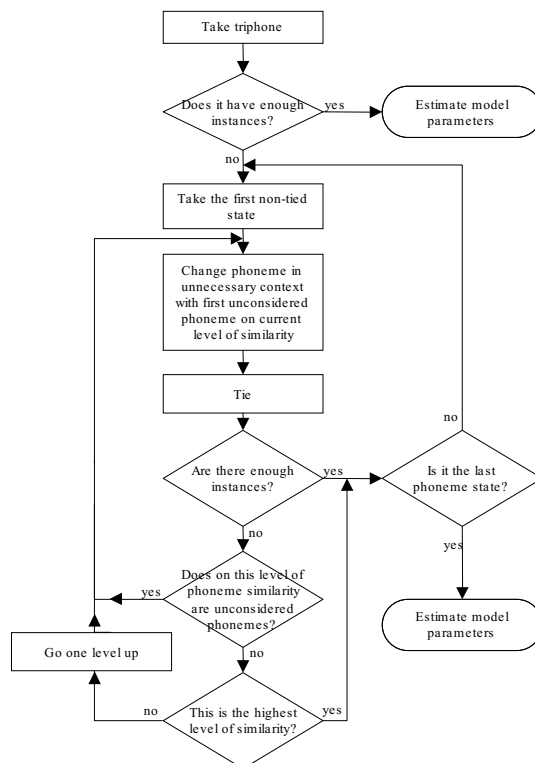 Take triphone
Does it have enough
instances?
yes
Estimate model
parameters
no
Take the first non-tied
state
Change phoneme in
unnecessary context
with first unconsidered
phoneme on current
level of similarity
Tie
no
Are there enough
instances?
yes
Is it the last
phoneme state?
no
yes
Does on this level of
phoneme similarity
are unconsidered
phonemes?
yes
Estimate model
parameters
Go one level up
no
no
This is the highest
level of similarity?
yes